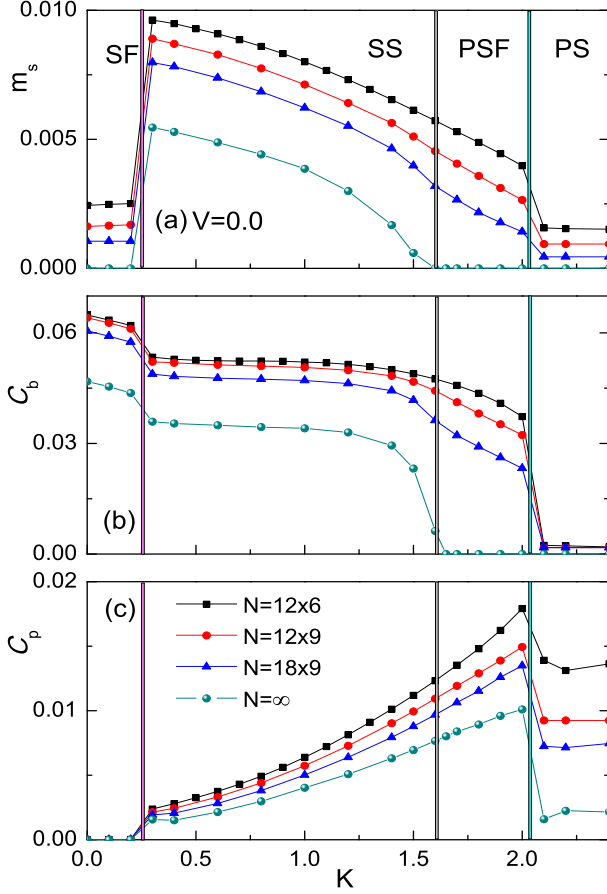 0.010
SF
SS
PSF
PS
m_s
0.005
(a) V=0.0
0.000
0.06
C_b
0.03
(b)
0.00
0.02
(c)
C_p
N=12x6
N=12x9
0.01
N=18x9
N=∞
0.00
0.0 0.5 1.0 1.5 2.0
K